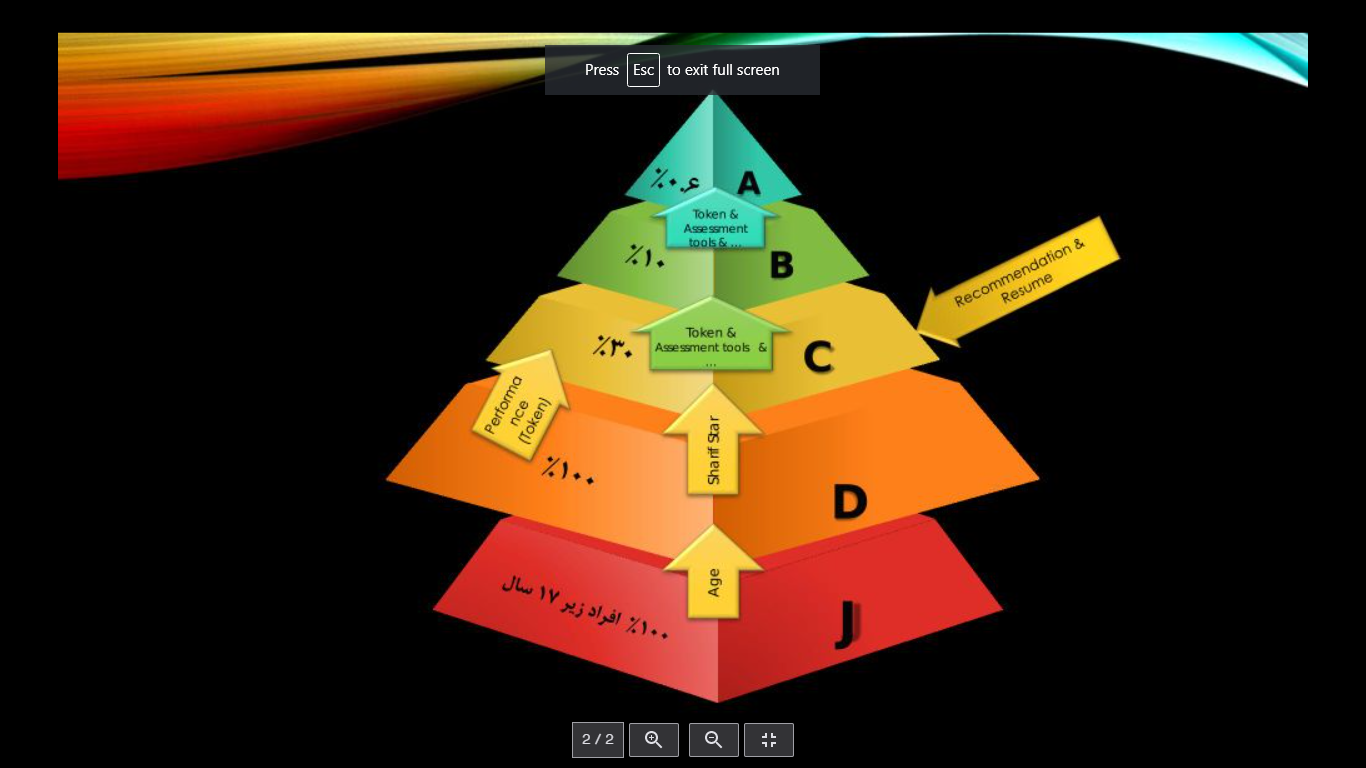 Press Esc to exit full screen
٪۰.۶
A
Token &
Assessment
tools & ...
٪۱۰
B
Recommendation &
Resume
٪۳۰
Token &
Assessment tools &
...
C
Performa
nce
(Token)
٪۱۰۰
Sharif Star
D
Age
٪۱۰۰ افراد زیر ۱۷ سال
J
2 / 2